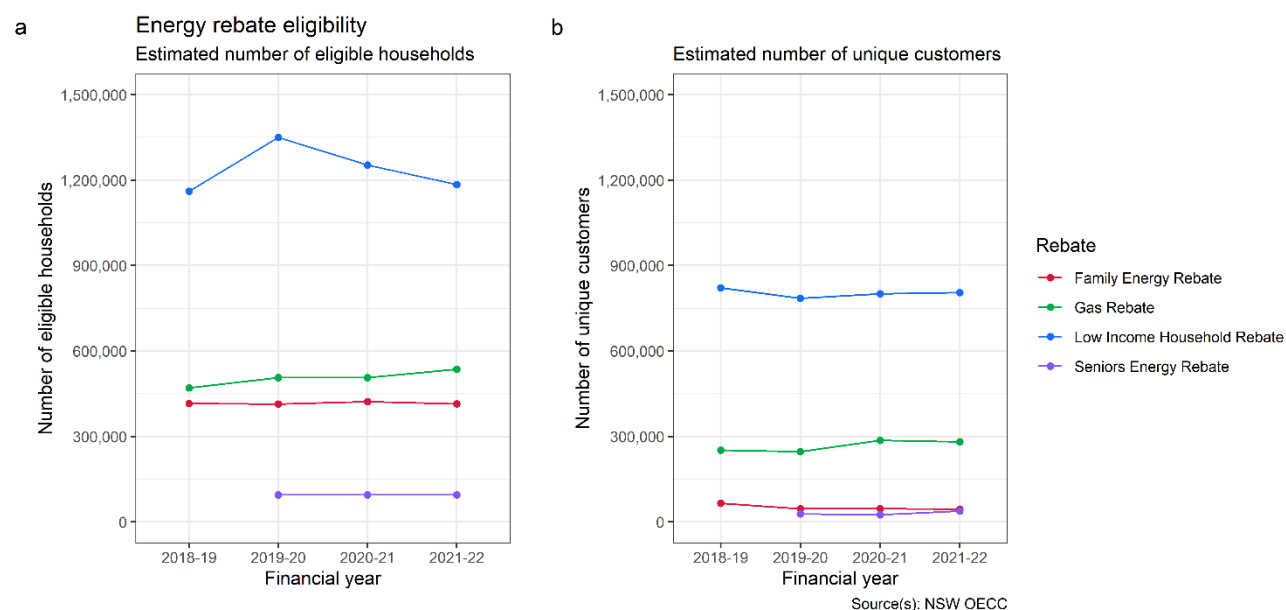 a
Energy rebate eligibility
Estimated number of eligible households
Number of eligible households
1,500,000
1,200,000
900,000
600,000
300,000
0
2018-19
2019-20
2020-21
2021-22
Financial year
b
Estimated number of unique customers
Number of unique customers
1,500,000
1,200,000
900,000
600,000
300,000
0
2018-19
2019-20
2020-21
2021-22
Financial year
Rebate
Family Energy Rebate
Gas Rebate
Low Income Household Rebate
Seniors Energy Rebate
Source(s): NSW OECC